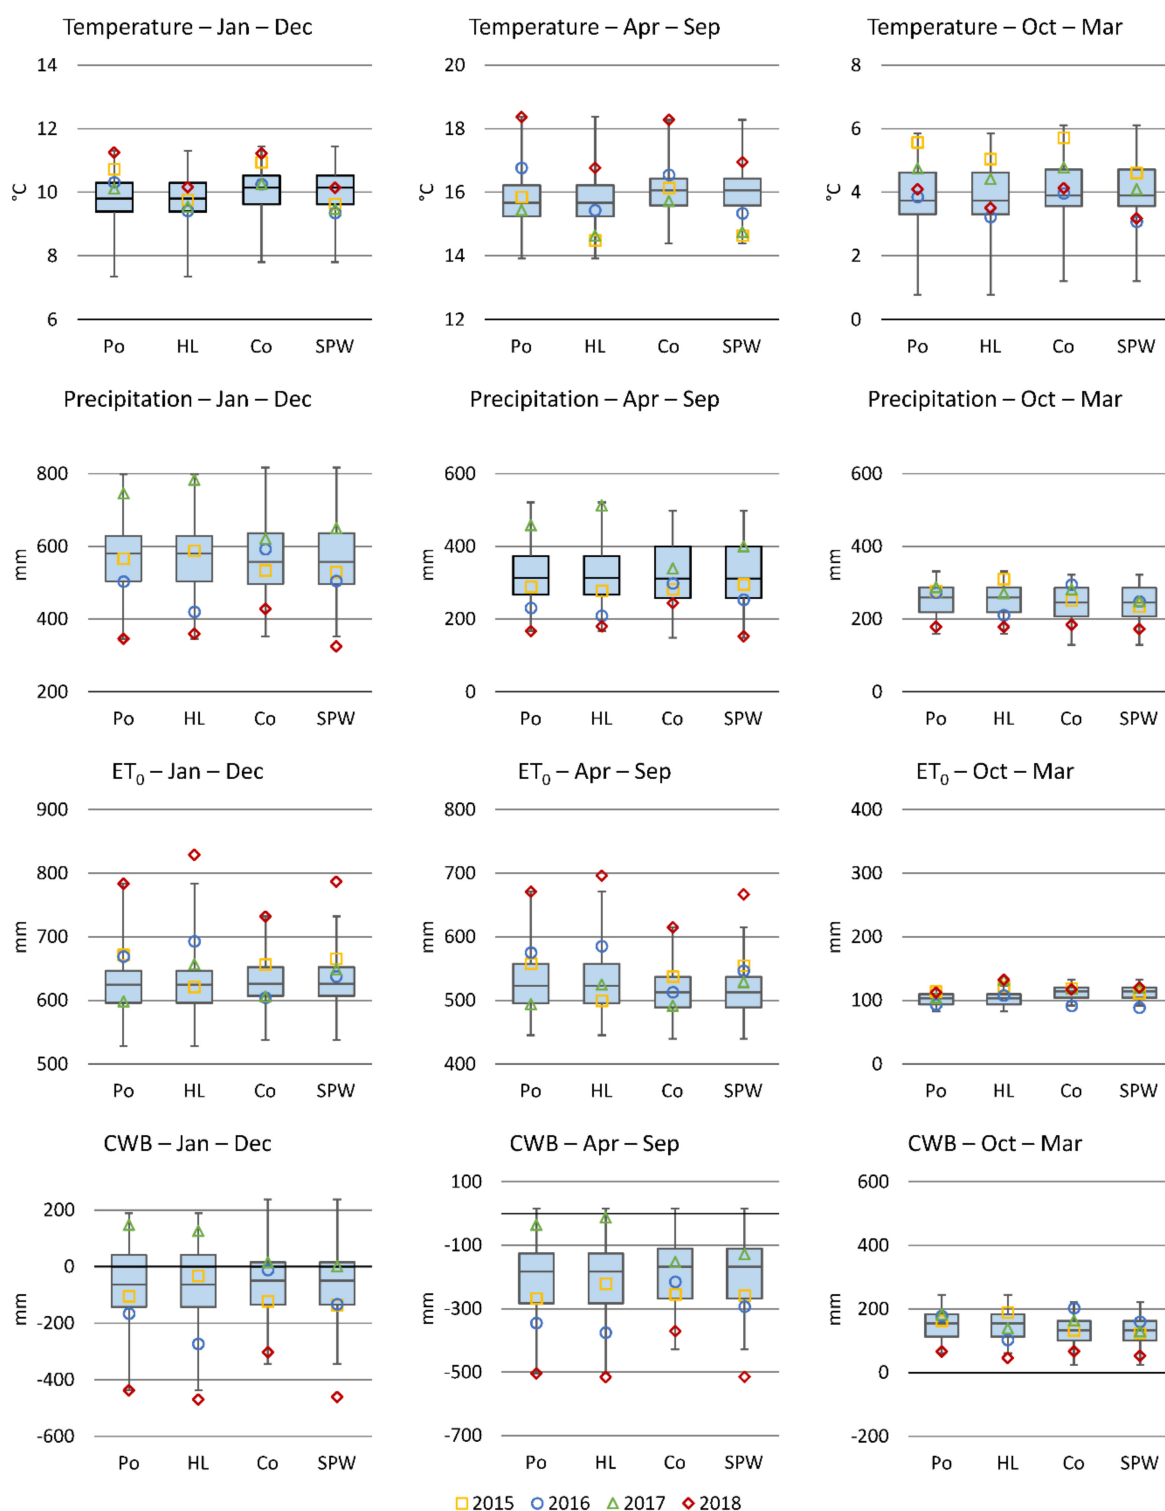 Temperature – Jan – Dec
Temperature – Apr – Sep
Temperature – Oct – Mar
14
12
10
8
6
°C
Po HL Co SPW
20
18
16
14
12
°C
Po HL Co SPW
8
6
4
2
0
°C
Po HL Co SPW
Precipitation – Jan – Dec
Precipitation – Apr – Sep
Precipitation – Oct – Mar
800
600
400
200
mm
Po HL Co SPW
600
400
200
0
mm
Po HL Co SPW
600
400
200
0
mm
Po HL Co SPW
ET₀ – Jan – Dec
ET₀ – Apr – Sep
ET₀ – Oct – Mar
900
800
700
600
500
mm
Po HL Co SPW
800
700
600
500
400
mm
Po HL Co SPW
400
300
200
100
0
mm
Po HL Co SPW
CWB – Jan – Dec
CWB – Apr – Sep
CWB – Oct – Mar
200
0
-200
-400
-600
mm
Po HL Co SPW
100
-100
-300
-500
-700
mm
Po HL Co SPW
600
400
200
0
-200
mm
Po HL Co SPW
2015 2016 2017 2018